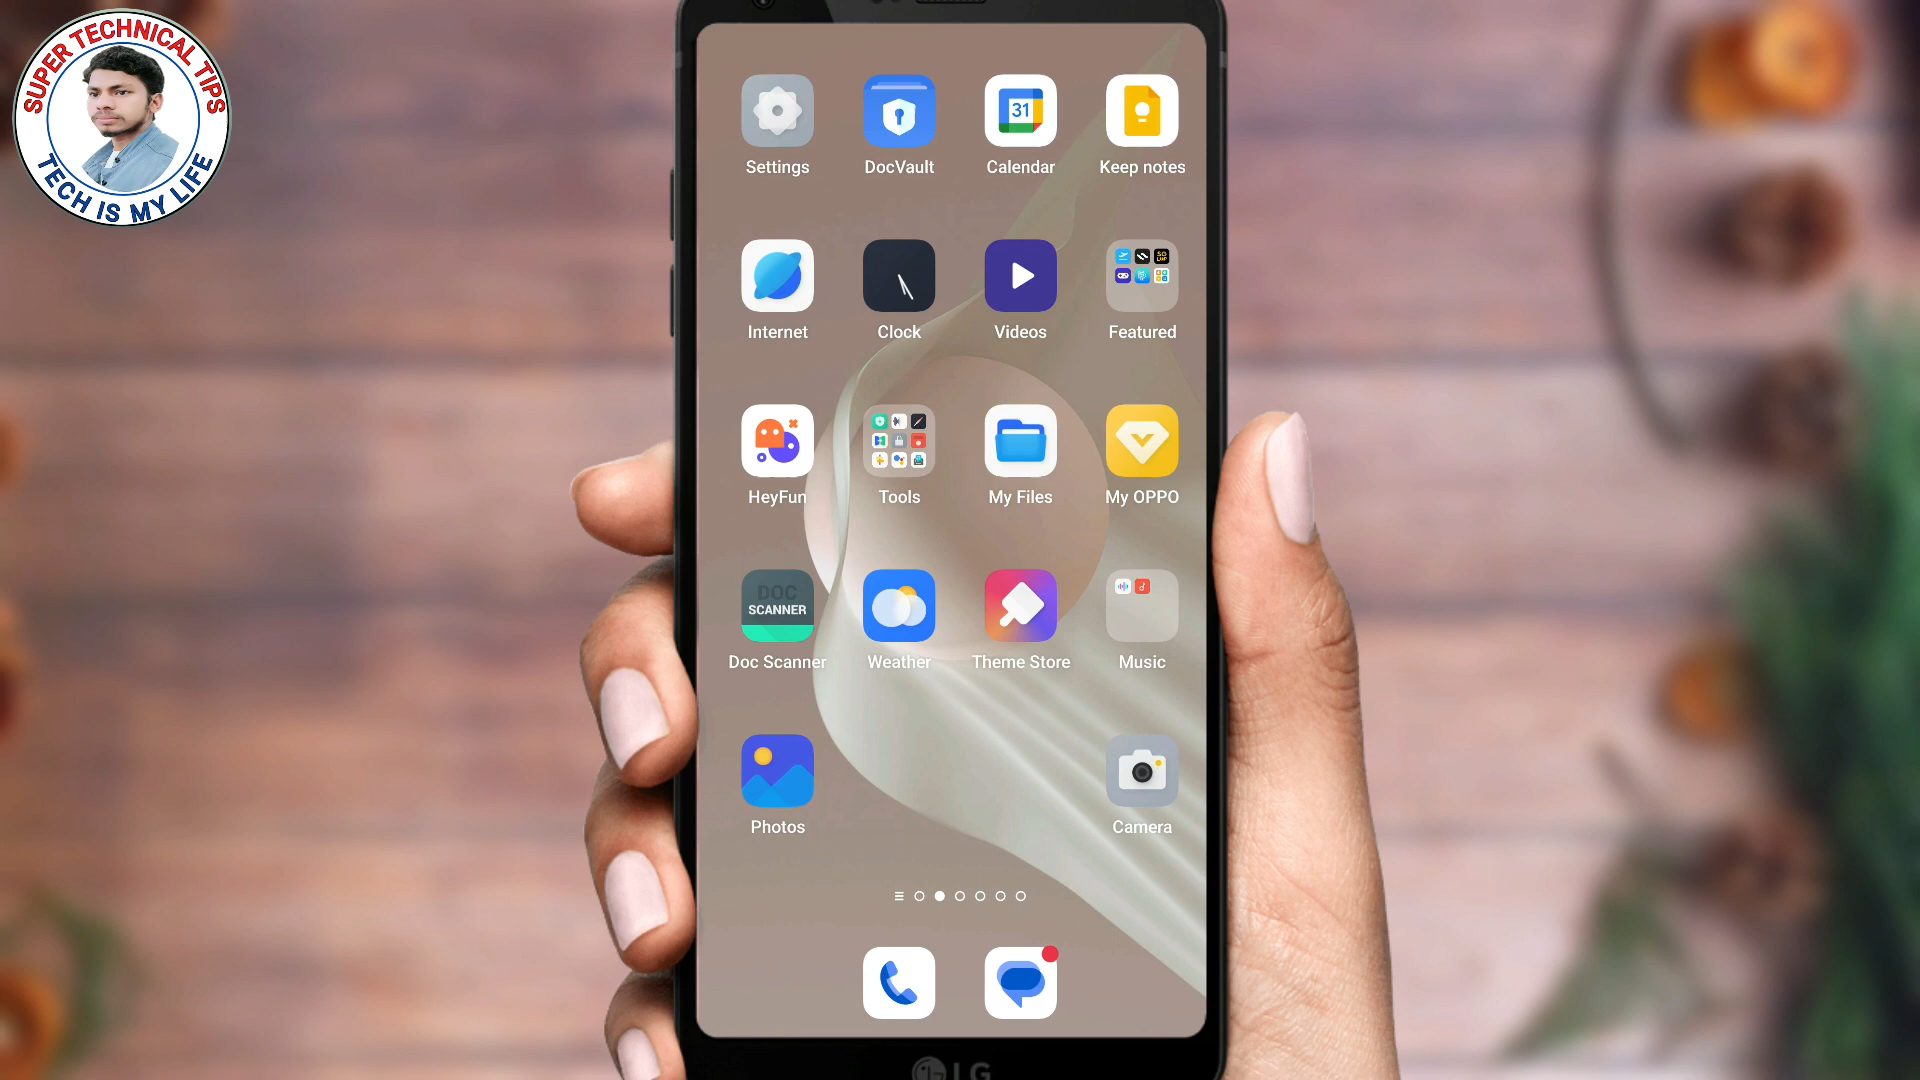 SUPER TECHNICAL TIPS
TECH IS MY LIFE
Settings
DocVault
31
Calendar
Keep notes
Internet
Clock
Videos
Featured
HeyFun
Tools
My Files
My OPPO
DOC
SCANNER
Doc Scanner
Weather
Theme Store
Music
Photos
Camera
LG